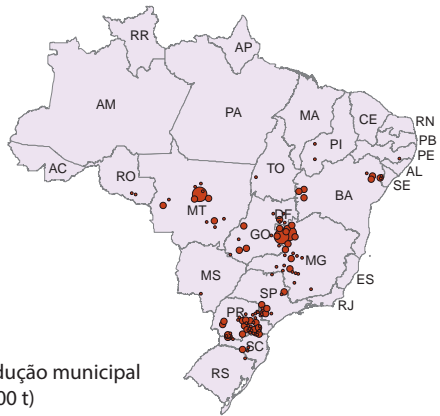 RR
AP
AM
PA
MA
CE
RN
PB
PE
AL
SE
PI
AC
RO
TO
BA
MT
DF
GO
MG
ES
MS
SP
RJ
PR
SC
RS
dução municipal
00 t)